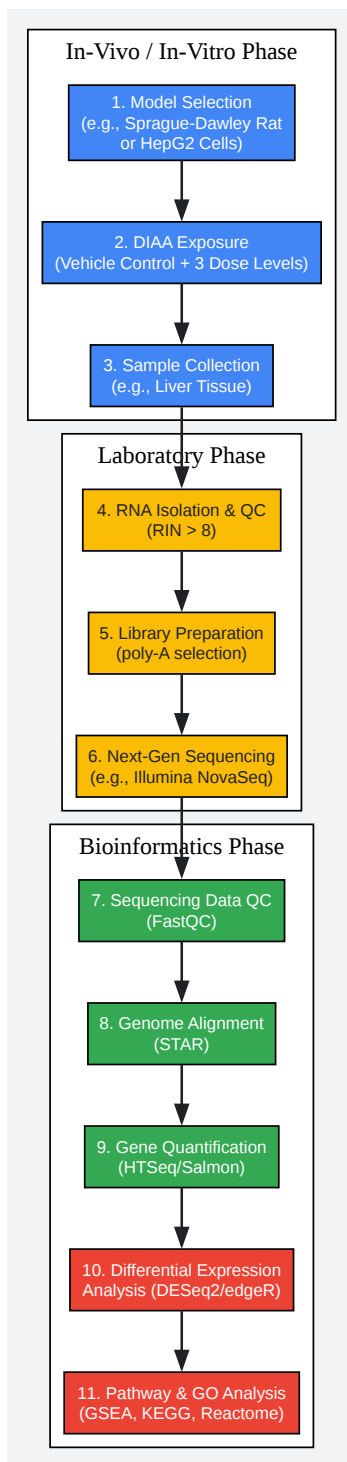 In-Vivo / In-Vitro Phase
1. Model Selection
(e.g., Sprague-Dawley Rat
or HepG2 Cells)
2. DIAA Exposure
(Vehicle Control + 3 Dose Levels)
3. Sample Collection
(e.g., Liver Tissue)
Laboratory Phase
4. RNA Isolation & QC
(RIN > 8)
5. Library Preparation
(poly-A selection)
6. Next-Gen Sequencing
(e.g., Illumina NovaSeq)
Bioinformatics Phase
7. Sequencing Data QC
(FastQC)
8. Genome Alignment
(STAR)
9. Gene Quantification
(HTSeq/Salmon)
10. Differential Expression
Analysis (DESeq2/edgeR)
11. Pathway & GO Analysis
(GSEA, KEGG, Reactome)